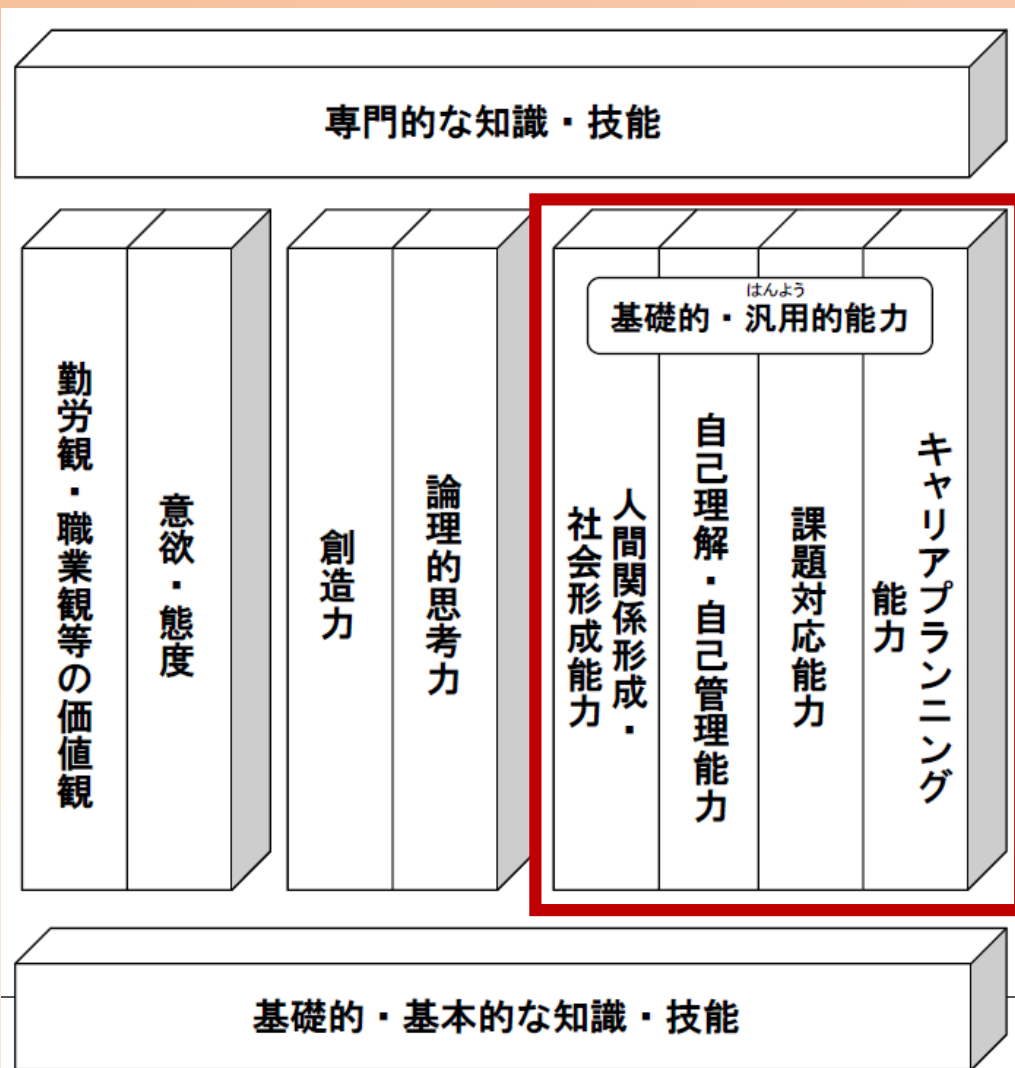 専門的な知識・技能
勤労観・職業観等の価値観
意欲・態度
創造力
論理的思考力
はんよう
基礎的・汎用的能力
人間関係形成・
社会形成能力
自己理解・自己管理能力
課題対応能力
キャリアプランニング
能力
基礎的・基本的な知識・技能